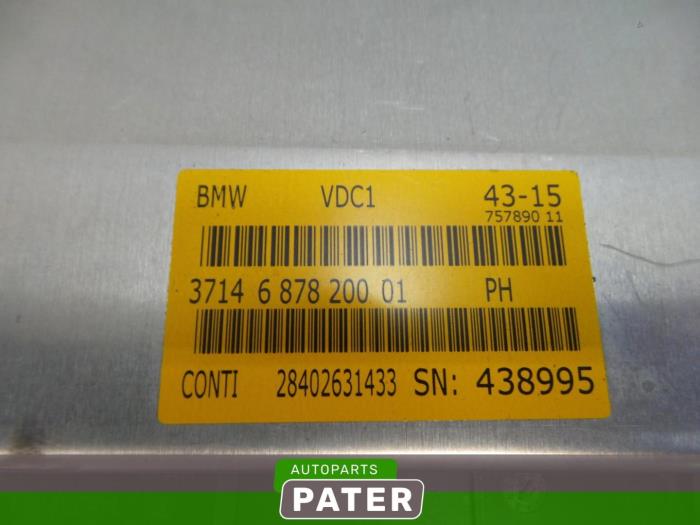 BMW VDC1 43-15
757890 11
3714 6 878 200 01 PH
CONTI 28402631433 SN: 438995
AUTOPARTS
PATER